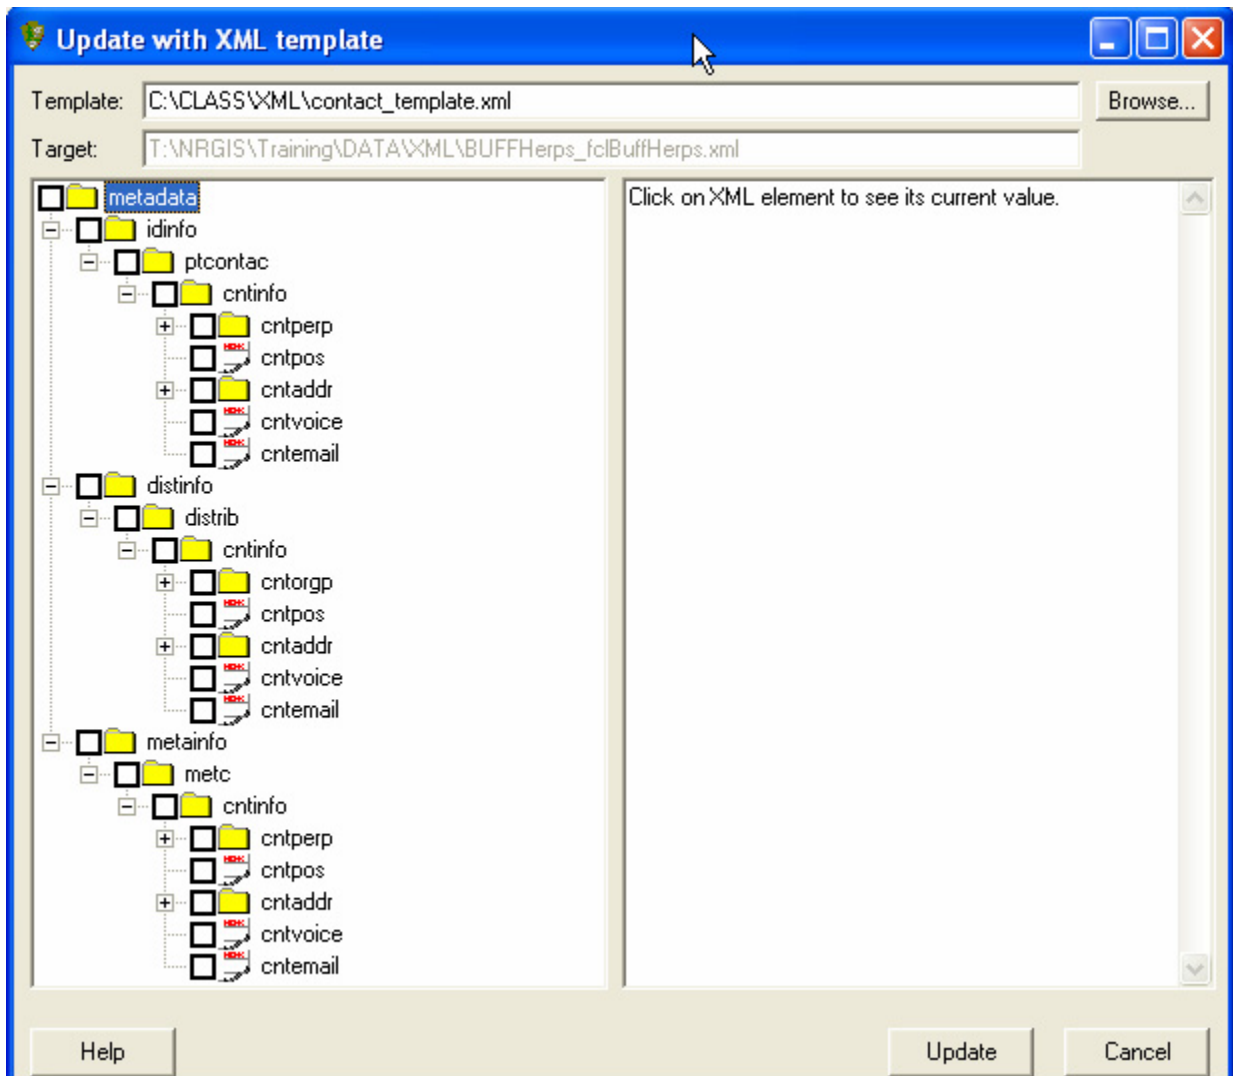 Update with XML template
Template: C:\CLASS\XML\contact_template.xml Browse...
Target: T:\NRGIS\Training\DATA\XML\BUFFHerps_fclBuffHerps.xml
metadata
Click on XML element to see its current value.
idinfo
ptcontac
cntinfo
cntperp
cntpos
cntaddr
cntvoice
cntemail
distinfo
distrib
cntinfo
cntorgp
cntpos
cntaddr
cntvoice
cntemail
metainfo
metc
cntinfo
cntperp
cntpos
cntaddr
cntvoice
cntemail
Help Update Cancel